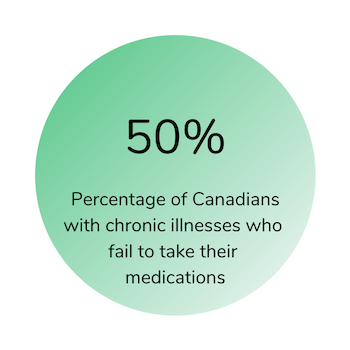 50%
Percentage of Canadians
with chronic illnesses who
fail to take their
medications